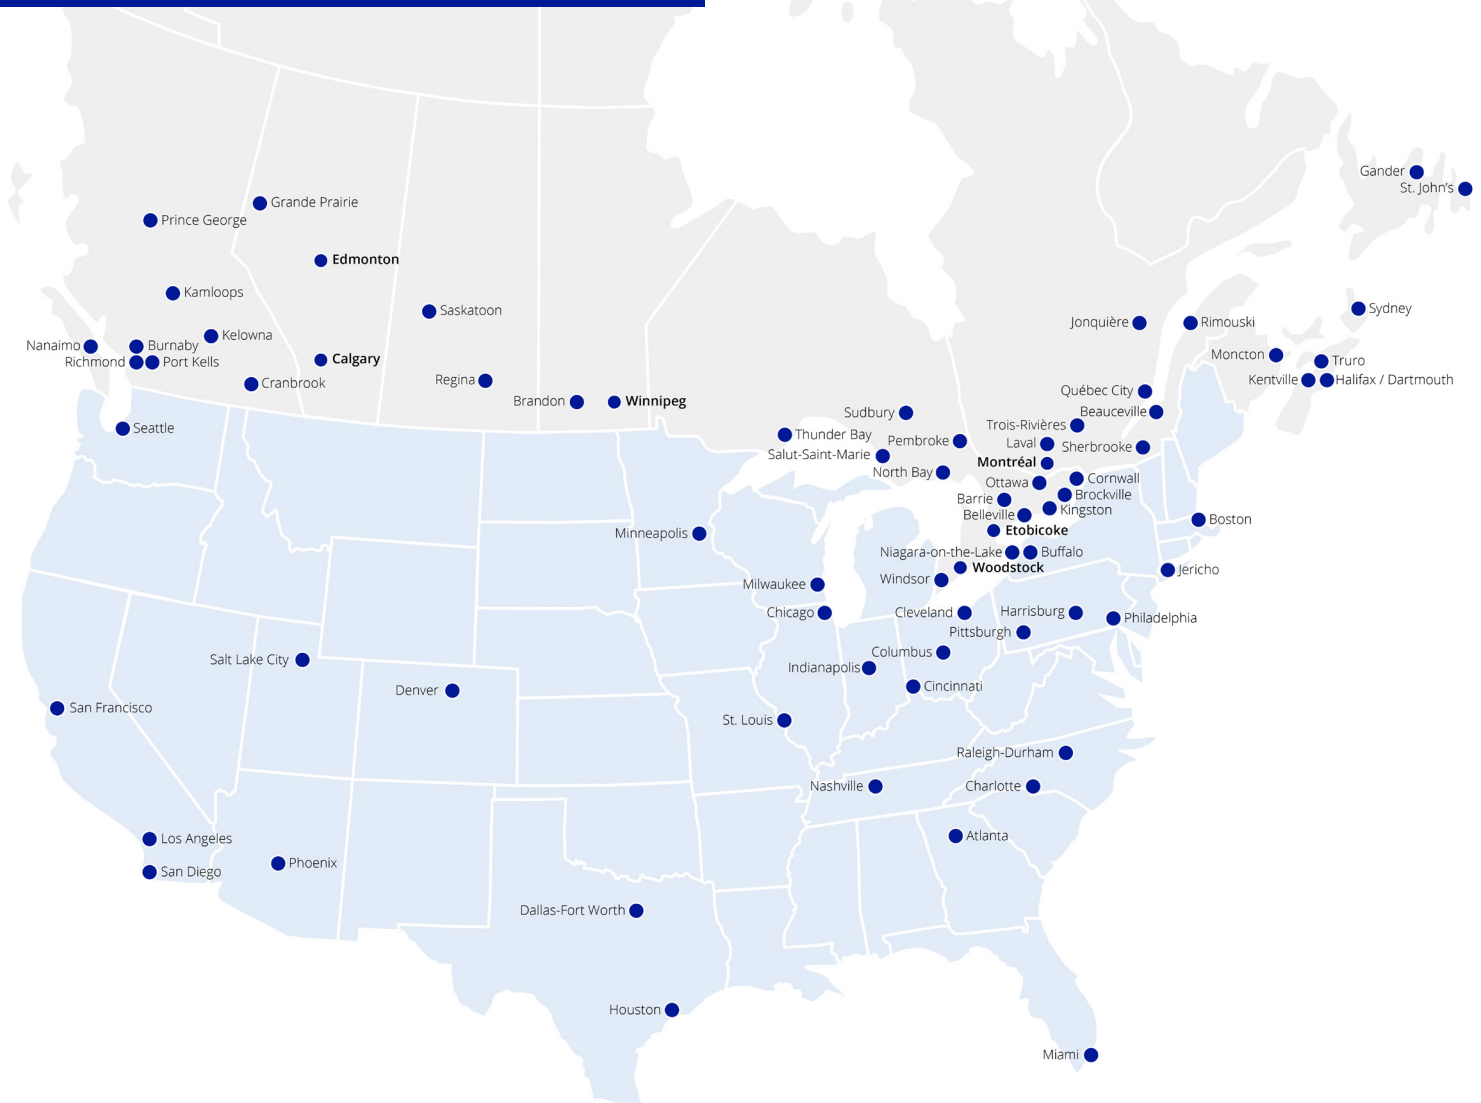 Gander
St. John's
Grande Prairie
Prince George
Edmonton
Kamloops
Saskatoon
Sydney
Jonquière
Rimouski
Kelowna
Nanaimo
Burnaby
Moncton
Calgary
Truro
Richmond
Port Kells
Regina
Kentville
Halifax / Dartmouth
Cranbrook
Québec City
Brandon
Winnipeg
Sudbury
Beauceville
Trois-Rivières
Seattle
Thunder Bay
Pembroke
Laval
Sherbrooke
Salut-Saint-Marie
Montréal
North Bay
Ottawa
Cornwall
Brockville
Barrie
Kingston
Belleville
Boston
Etobicoke
Minneapolis
Niagara-on-the-Lake
Buffalo
Woodstock
Jericho
Windsor
Milwaukee
Chicago
Cleveland
Harrisburg
Philadelphia
Pittsburgh
Columbus
Salt Lake City
Indianapolis
Cincinnati
Denver
San Francisco
St. Louis
Raleigh-Durham
Nashville
Charlotte
Atlanta
Los Angeles
Phoenix
San Diego
Dallas-Fort Worth
Houston
Miami